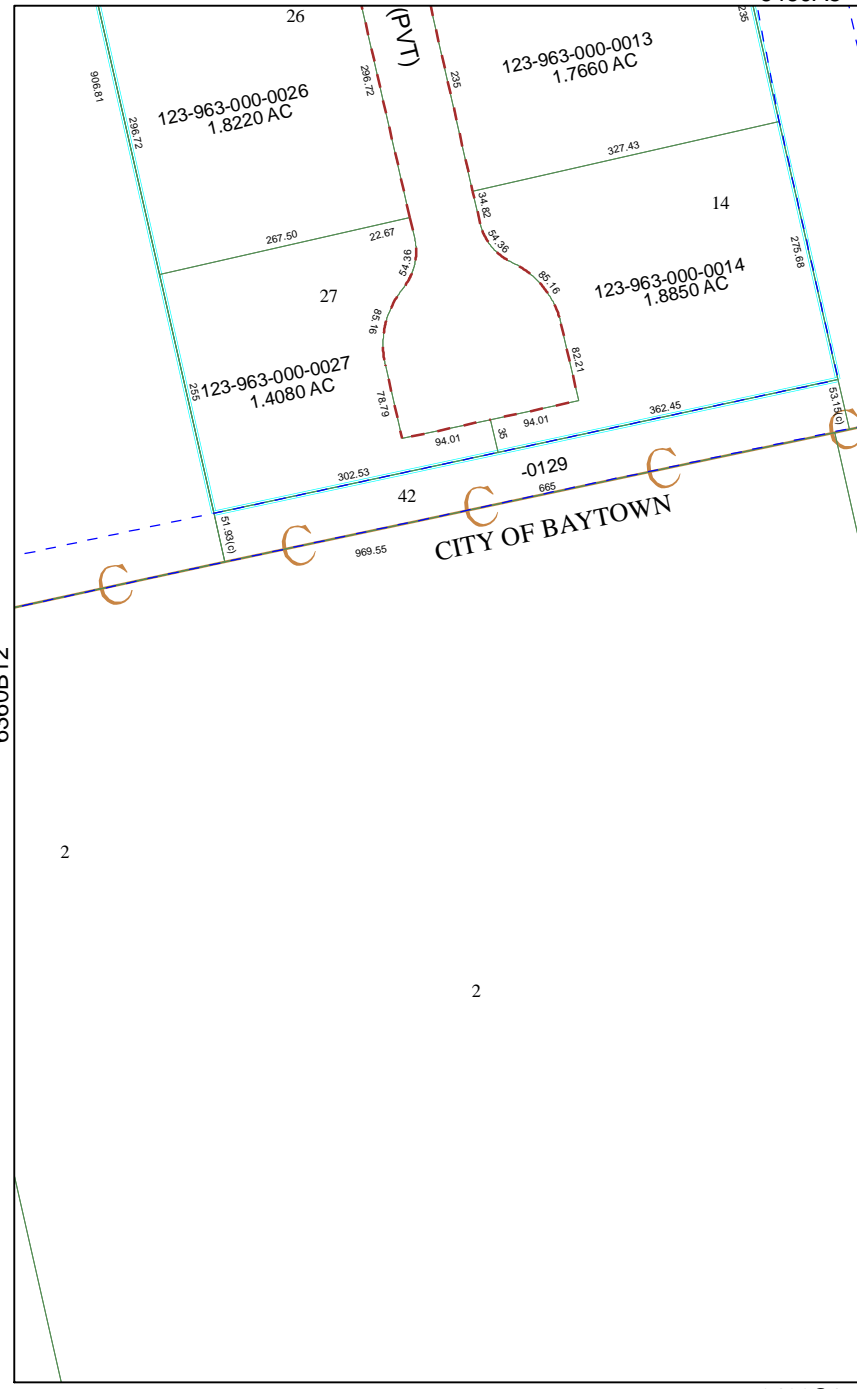 26
(PVT)
235
906.81
296.72
123-963-000-0026
1.8220 AC
296.72
235
123-963-000-0013
1.7660 AC
327.43
267.50
22.67
34.82
54.36
14
275.68
27
54.36
85.16
123-963-000-0014
1.8850 AC
85.16
82.21
255
123-963-000-0027
1.4080 AC
78.79
94.01
94.01
35
362.45
53.15(c)
302.53
-0129
665
42
51.93(c)
969.55
CITY OF BAYTOWN
C
C
C
C
C
2
2